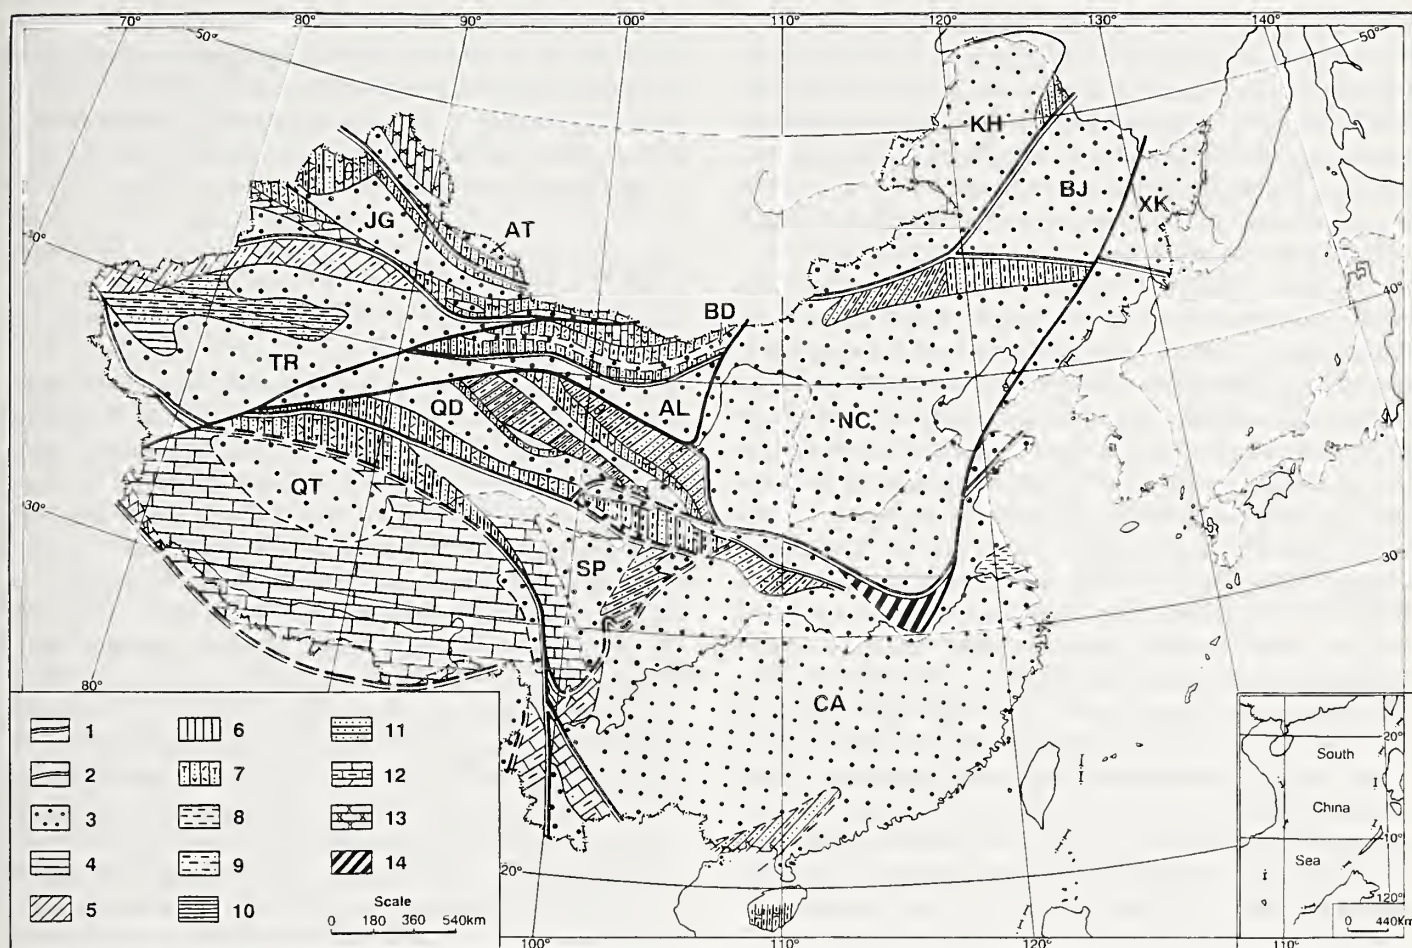 70° 80° 90° 100° 110° 120° 130° 140°
50° 50°
KH
BJ
JG XK
AT
40°
40°
BD
TR
QD AL NC
QT
30°
30
SP
80°
CA
1 6 11
2 7 12 20°
South
3 8 13
China
4 9 14 10°
Sea
20°
5 10 Scale
120°
0 180 360 540km 0 440Km
100° 110° 120° 110°